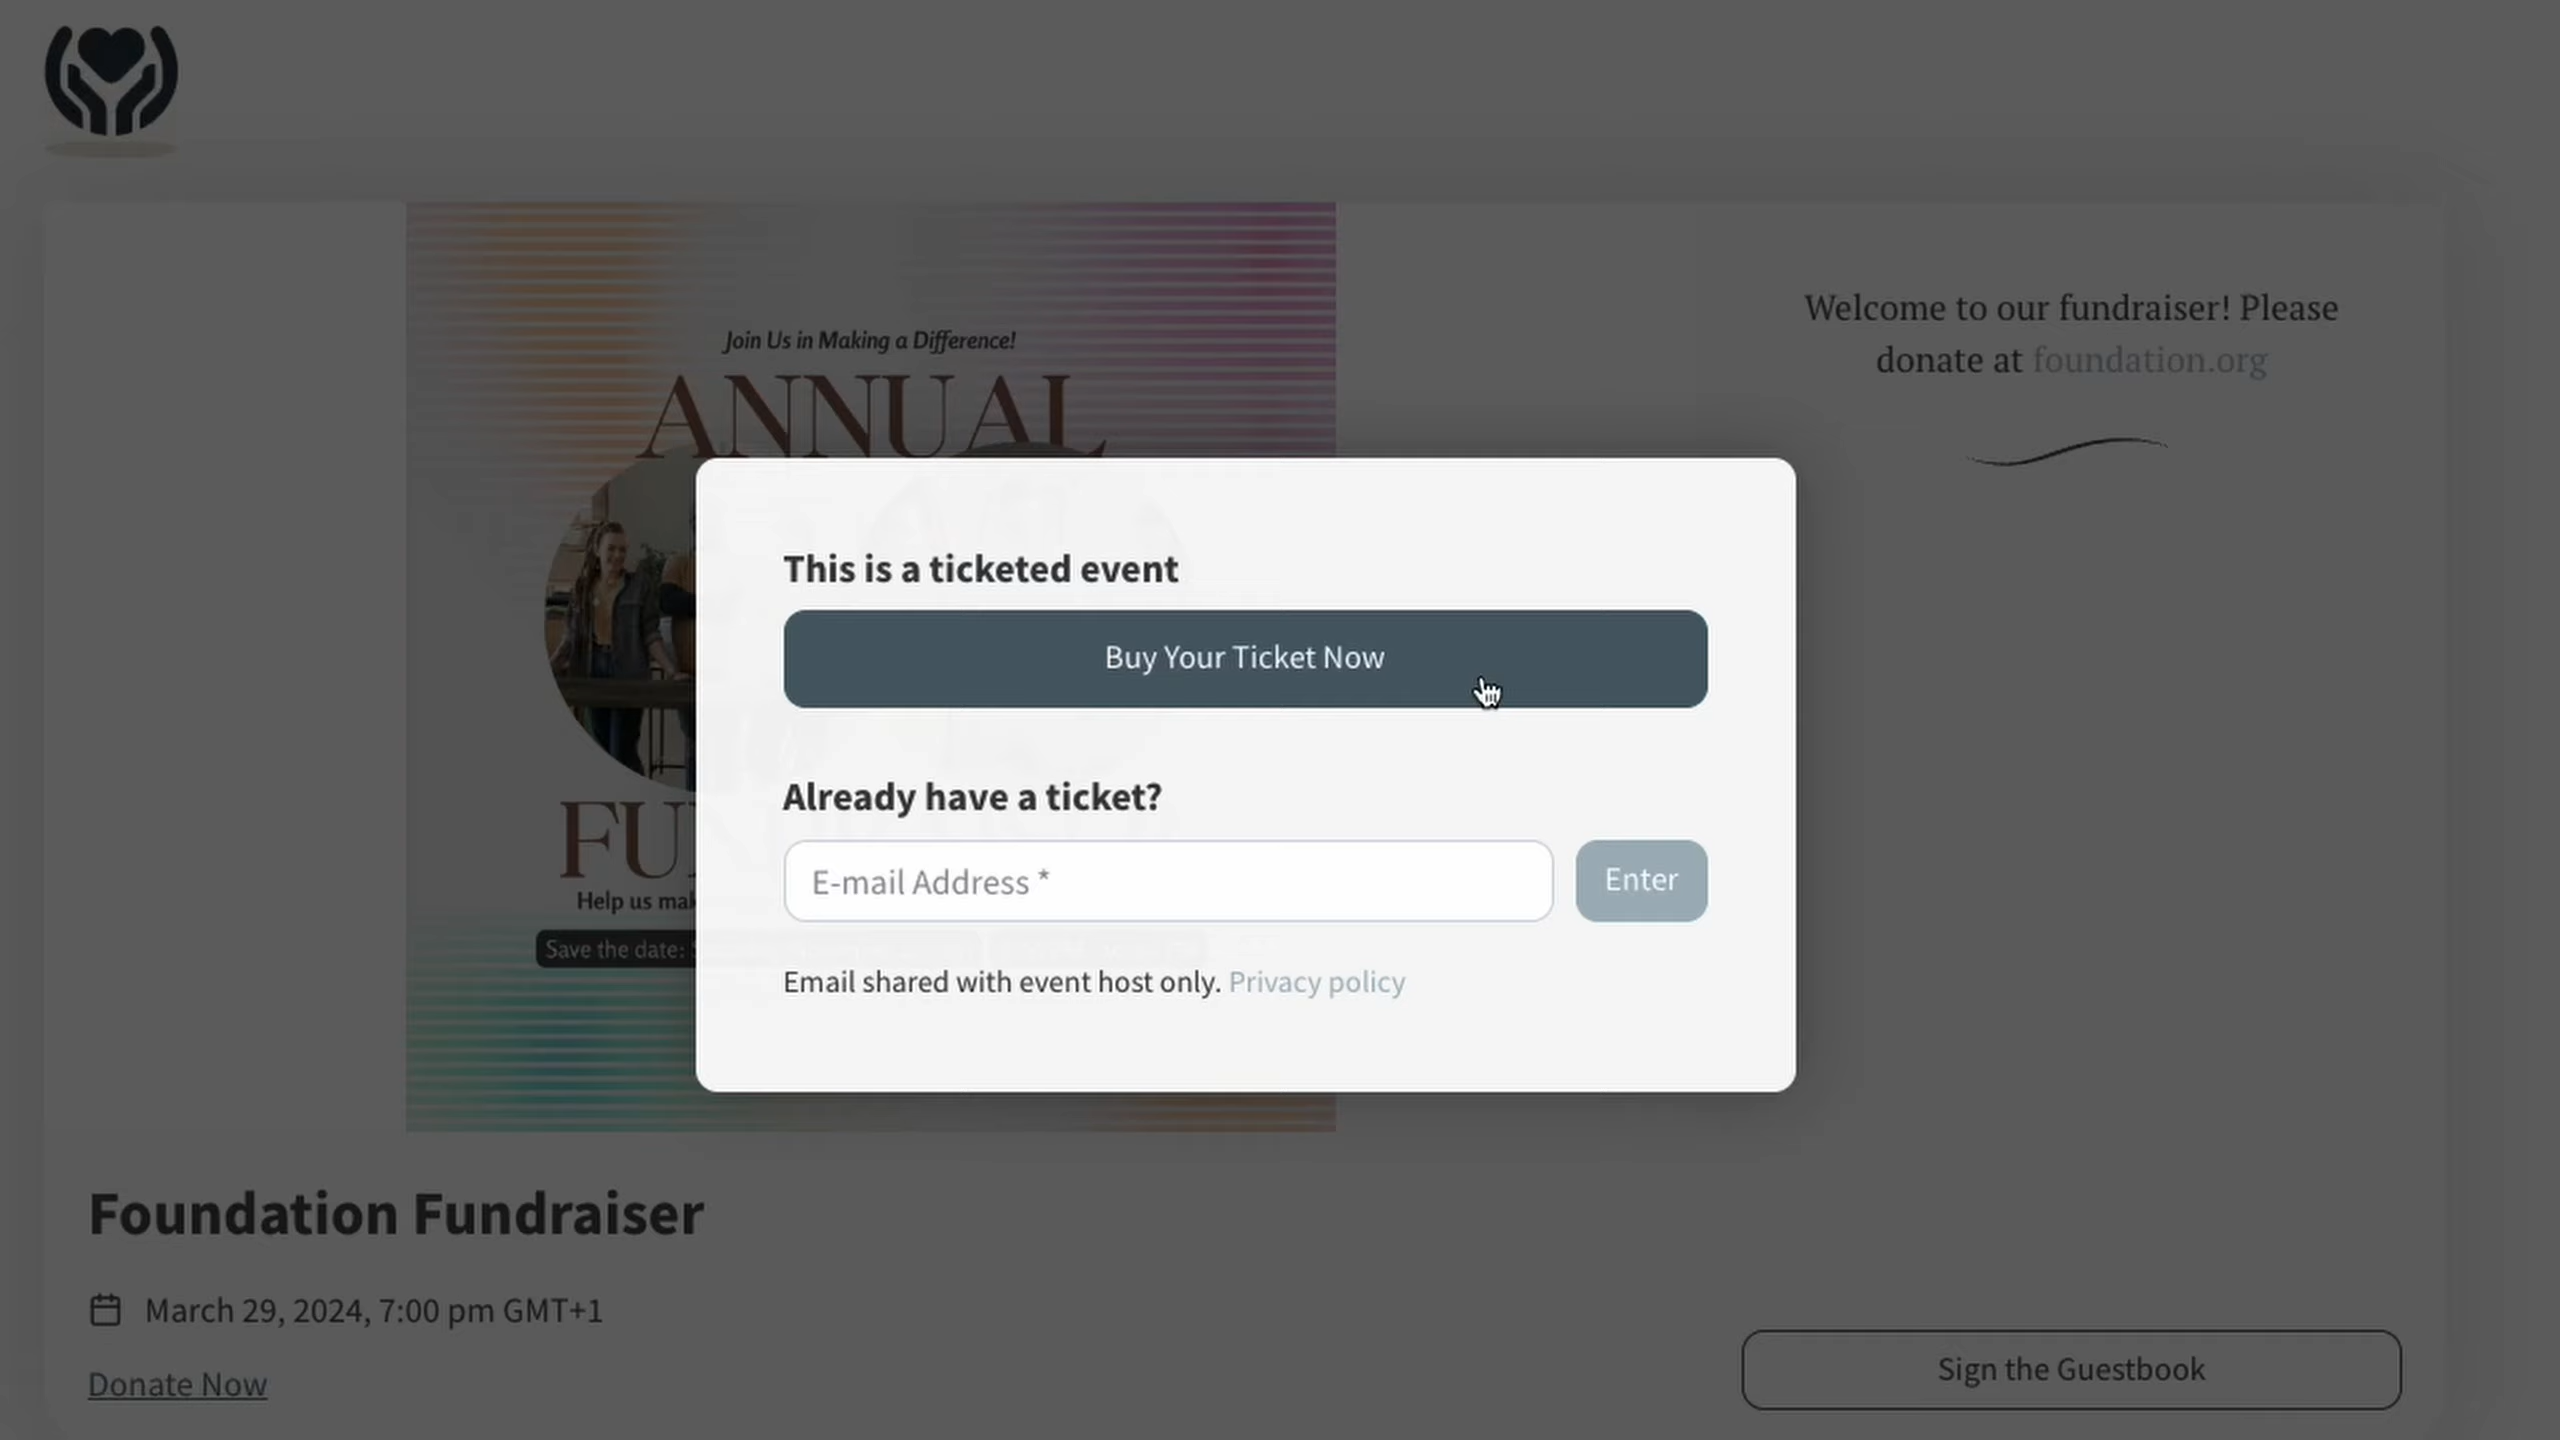 Join Us in Making a Difference!
ANNUAL
Welcome to our fundraiser! Please
donate at foundation.org
This is a ticketed event
Buy Your Ticket Now
Already have a ticket?
E-mail Address *
Enter
Help us
Save the date:
Email shared with event host only. Privacy policy
Foundation Fundraiser
March 29, 2024, 7:00 pm GMT+1
Donate Now
Sign the Guestbook